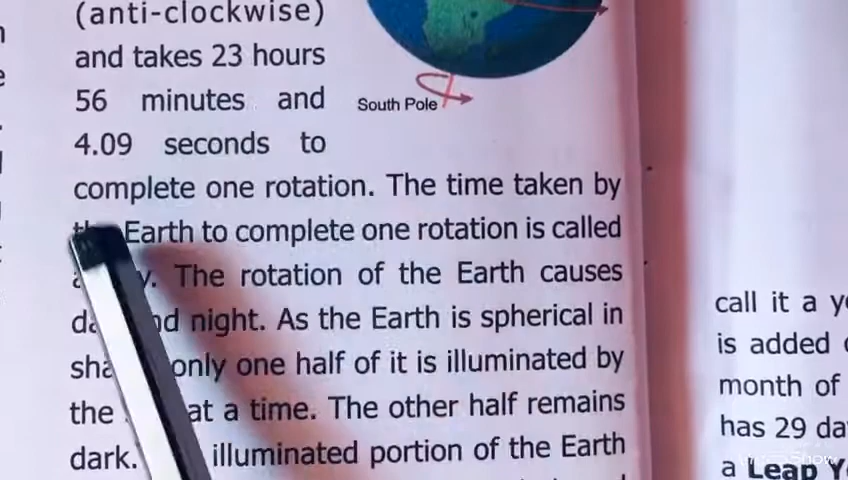 (anti-clockwise)
and takes 23 hours
56 minutes and
South Pole
4.09 seconds to
complete one rotation. The time taken by
Earth to complete one rotation is called
The rotation of the Earth causes
night. As the Earth is spherical in
only one half of it is illuminated by
the at a time. The other half remains
dark. illuminated portion of the Earth
call it a
is added
month of
has 29
a Leap